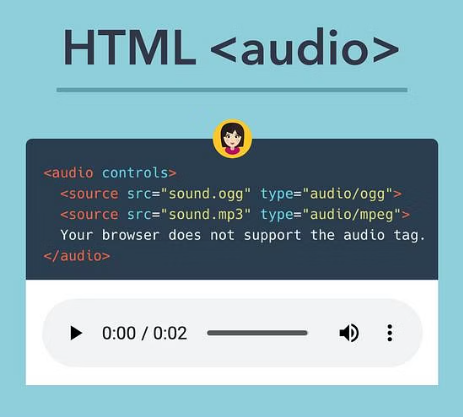 HTML <audio>
<audio controls>
<source src="sound.ogg" type="audio/ogg">
<source src="sound.mp3" type="audio/mpeg">
Your browser does not support the audio tag.
</audio>
0:00 / 0:02